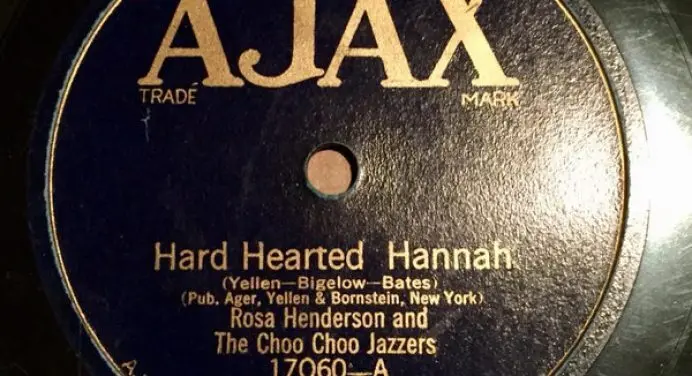 AJAX
TRADE MARK
Hard Hearted Hannah
(Yellen—Bigelow—Bates)
(Pub. Ager, Yellen & Bornstein, New York)
Rosa Henderson and
The Choo Choo Jazzers
17060—A